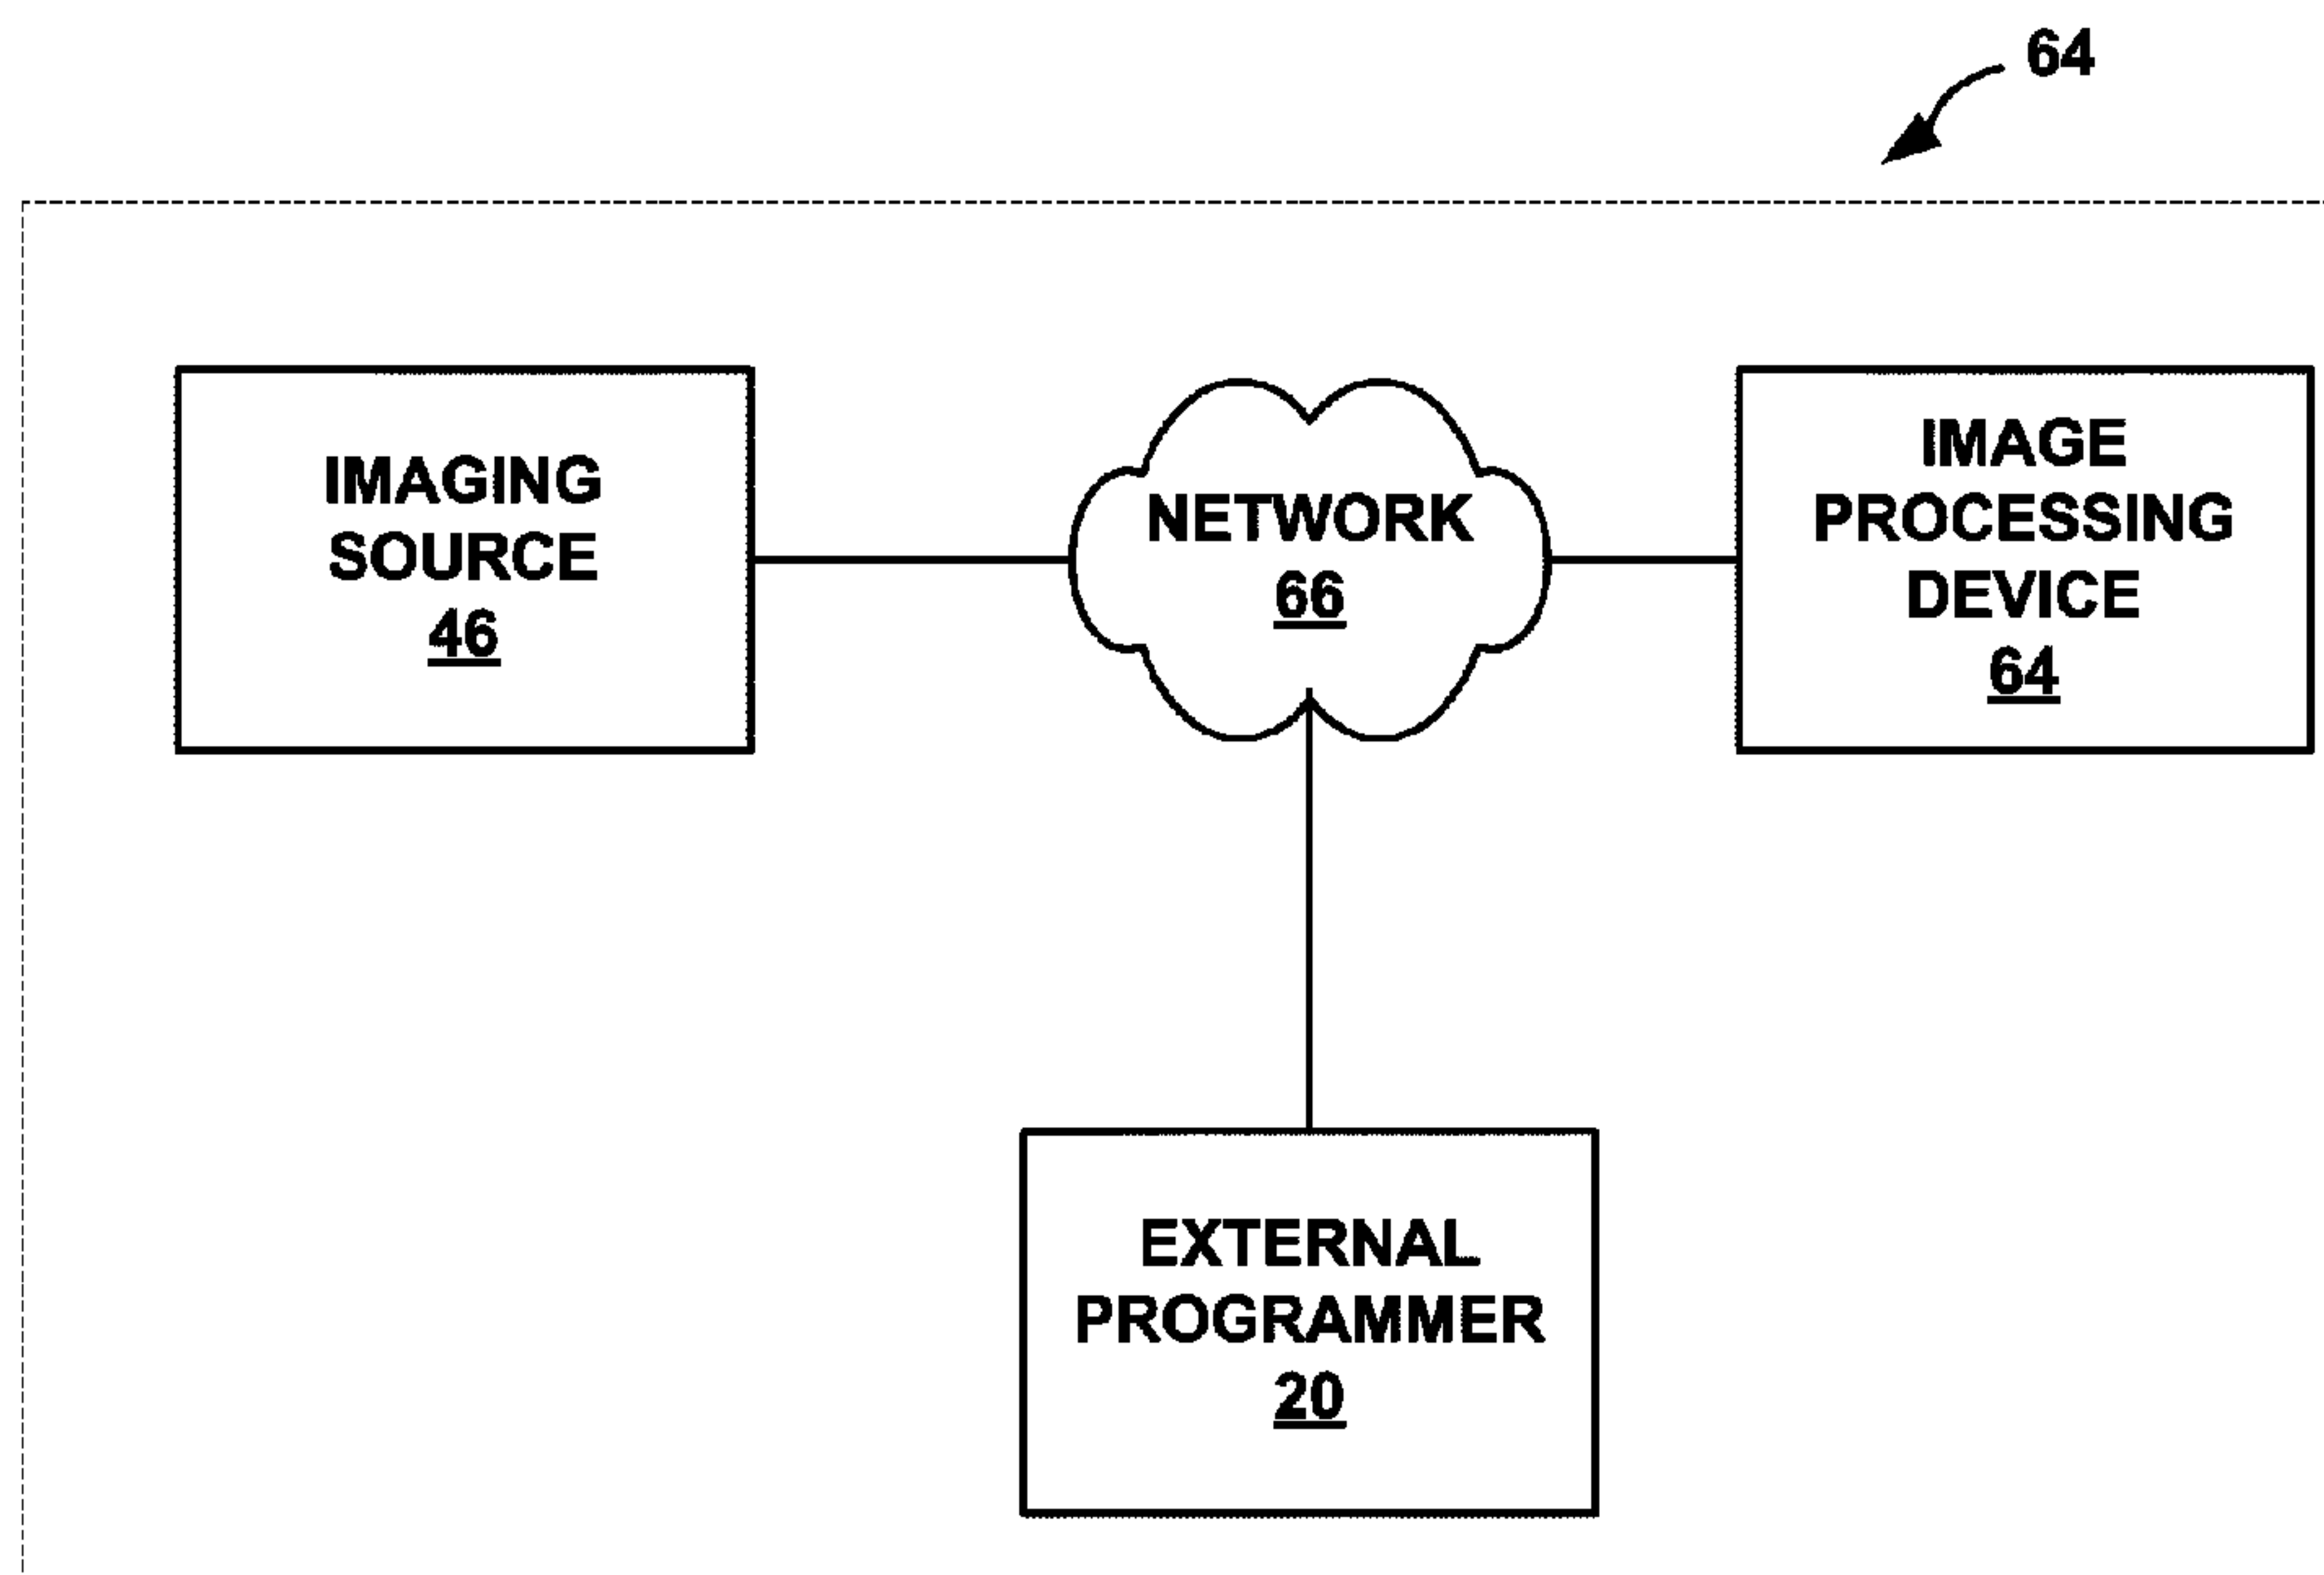 64
IMAGING
SOURCE
46
NETWORK
66
IMAGE
PROCESSING
DEVICE
64
EXTERNAL
PROGRAMMER
20